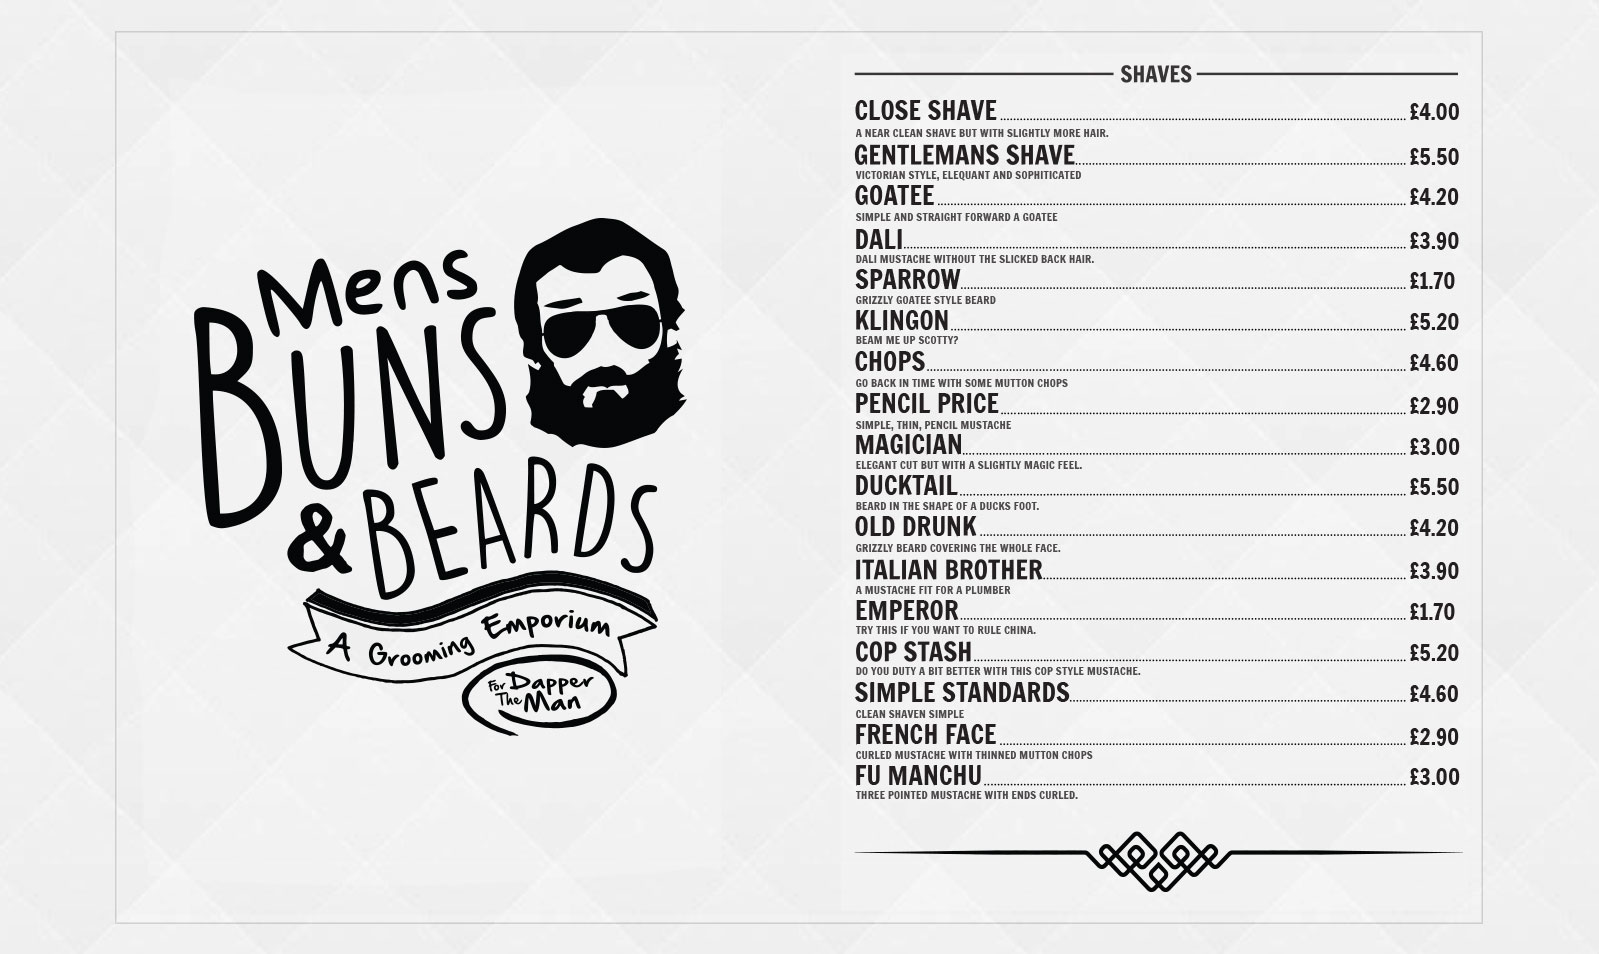 Mens
BUNS
& BEARDS
A Grooming Emporium
For The Dapper Man
SHAVES
CLOSE SHAVE £4.00
A NEAR CLEAN SHAVE BUT WITH SLIGHTLY MORE HAIR.
GENTLEMANS SHAVE £5.50
VICTORIAN STYLE, ELEQUANT AND SOPHITICATED
GOATEE £4.20
SIMPLE AND STRAIGHT FORWARD A GOATEE
DALI £3.90
DALI MUSTACHE WITHOUT THE SLICKED BACK HAIR.
SPARROW £1.70
GRIZZLY GOATEE STYLE BEARD
KLINGON £5.20
BEAM ME UP SCOTTY?
CHOPS £4.60
GO BACK IN TIME WITH SOME MUTTON CHOPS
PENCIL PRICE £2.90
SIMPLE, THIN, PENCIL MUSTACHE
MAGICIAN £3.00
ELEGANT CUT BUT WITH A SLIGHTLY MAGIC FEEL.
DUCKTAIL £5.50
BEARD IN THE SHAPE OF A DUCKS FOOT.
OLD DRUNK £4.20
GRIZZLY BEARD COVERING THE WHOLE FACE.
ITALIAN BROTHER £3.90
A MUSTACHE FIT FOR A PLUMBER
EMPEROR £1.70
TRY THIS IF YOU WANT TO RULE CHINA.
COP STASH £5.20
DO YOU DUTY A BIT BETTER WITH THIS COP STYLE MUSTACHE.
SIMPLE STANDARDS £4.60
CLEAN SHAVEN SIMPLE
FRENCH FACE £2.90
CURLED MUSTACHE WITH THINNED MUTTON CHOPS
FU MANCHU £3.00
THREE POINTED MUSTACHE WITH ENDS CURLED.